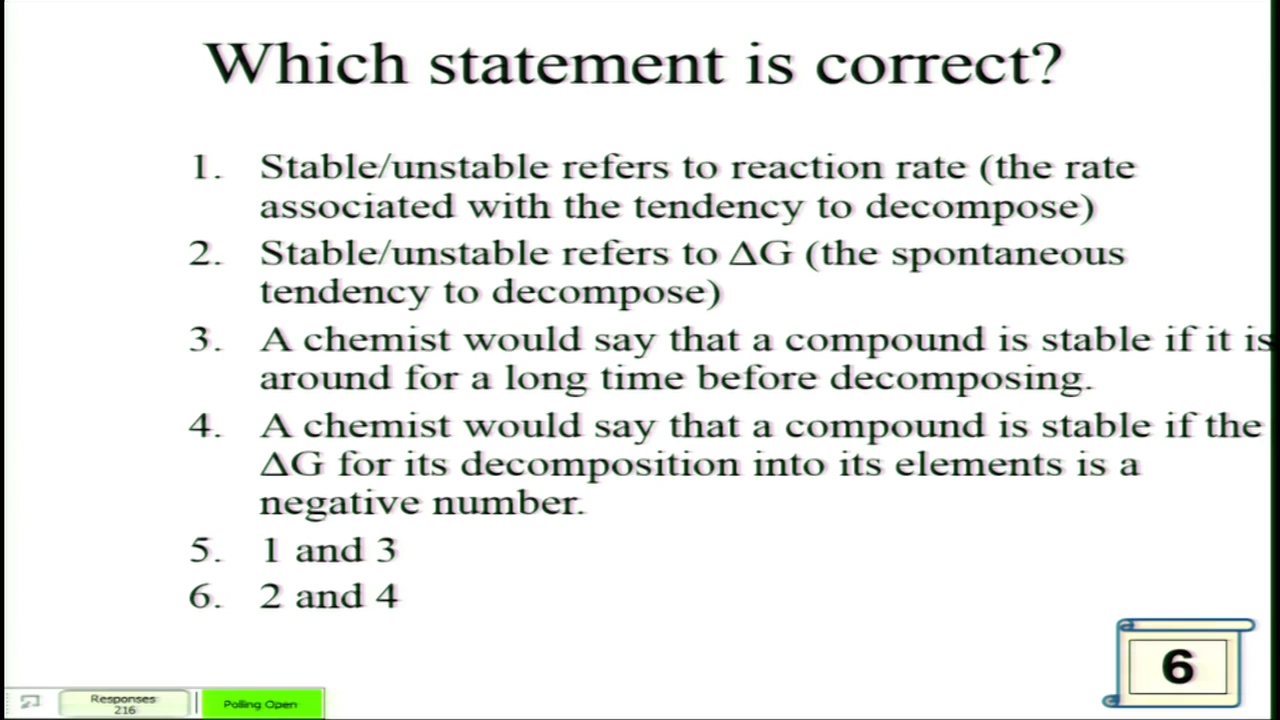 Which statement is correct?
1. Stable/unstable refers to reaction rate (the rate
associated with the tendency to decompose)
2. Stable/unstable refers to ΔG (the spontaneous
tendency to decompose)
3. A chemist would say that a compound is stable if it is
around for a long time before decomposing.
4. A chemist would say that a compound is stable if the
ΔG for its decomposition into its elements is a
negative number.
5. 1 and 3
6. 2 and 4
6
Responses
216
Polling Open